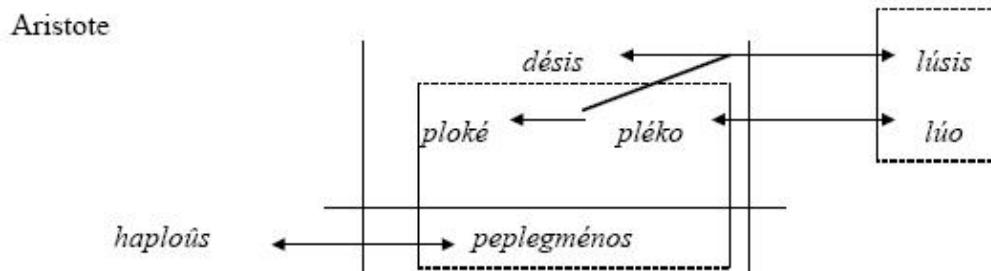 Aristote
désis lúsis
ploké pléko lúo
haploûs peplegménos